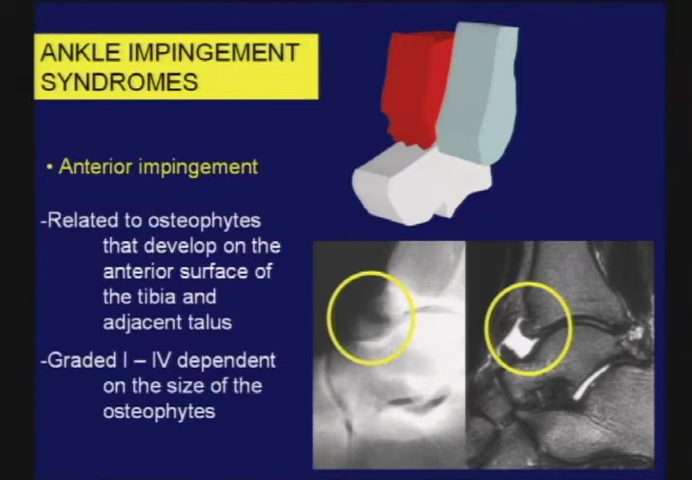 ANKLE IMPINGEMENT
SYNDROMES
• Anterior impingement
-Related to osteophytes
that develop on the
anterior surface of
the tibia and
adjacent talus
-Graded I – IV dependent
on the size of the
osteophytes